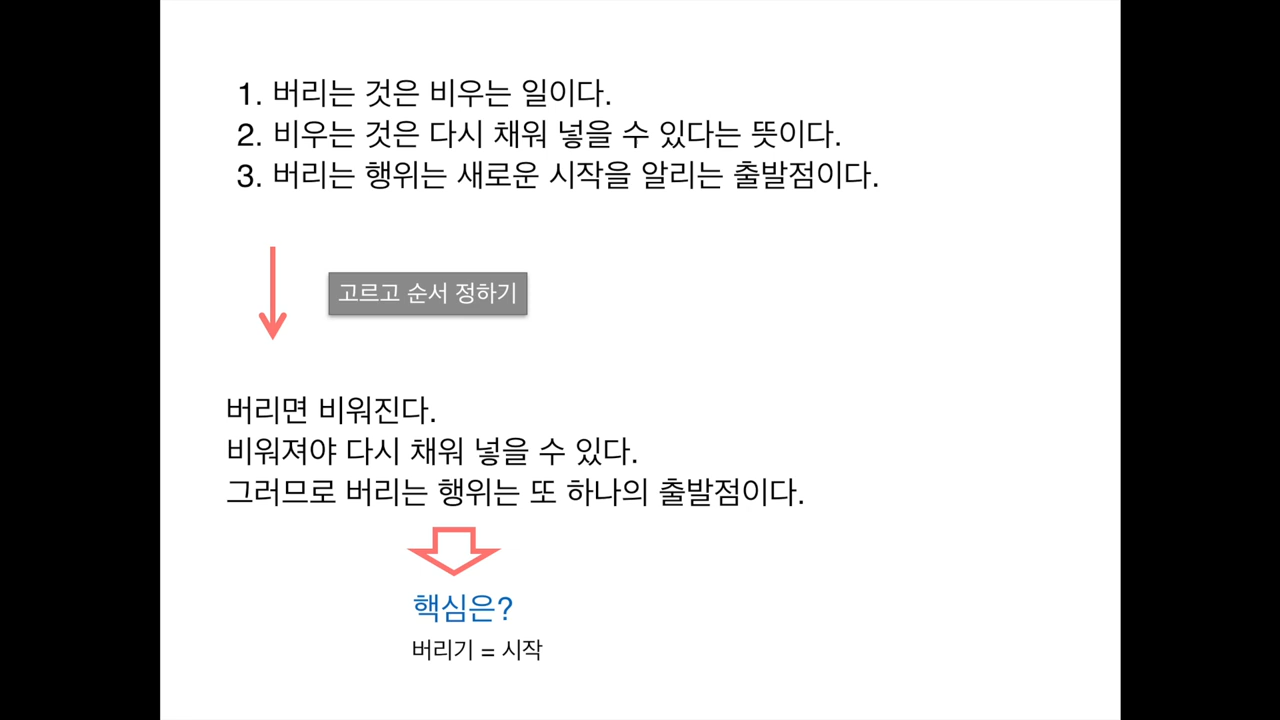 1. 버리는 것은 비우는 일이다.
2. 비우는 것은 다시 채워 넣을 수 있다는 뜻이다.
3. 버리는 행위는 새로운 시작을 알리는 출발점이다.
고르고 순서 정하기
버리면 비워진다.
비워져야 다시 채워 넣을 수 있다.
그러므로 버리는 행위는 또 하나의 출발점이다.
핵심은?
버리기 = 시작